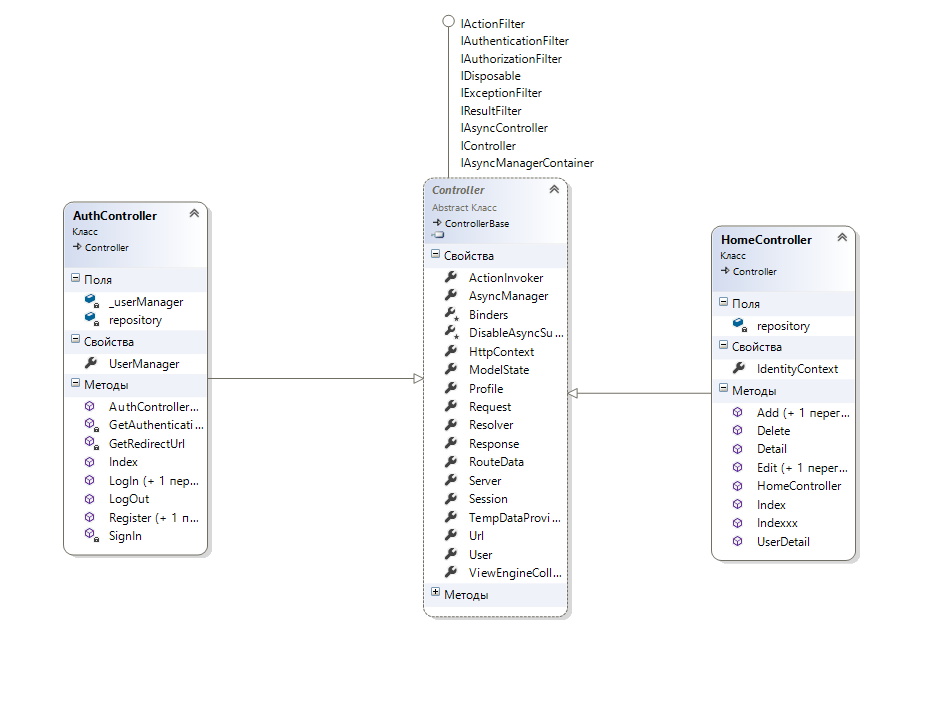 IActionFilter
IAuthenticationFilter
IAuthorizationFilter
IDisposable
IExceptionFilter
IResultFilter
IAsyncController
IController
IAsyncManagerContainer
AuthController
Класс
Controller
Поля
_userManager
repository
Свойства
UserManager
Методы
AuthController...
GetAuthenticati...
GetRedirectUrl
Index
LogIn (+ 1 пер...
LogOut
Register (+ 1 п...
SignIn
Controller
Abstract Класс
ControllerBase
Свойства
ActionInvoker
AsyncManager
Binders
DisableAsyncSu...
HttpContext
ModelState
Profile
Request
Resolver
Response
RouteData
Server
Session
TempDataProvi...
Url
User
ViewEngineColl...
Методы
HomeController
Класс
Controller
Поля
repository
Свойства
IdentityContext
Методы
Add (+ 1 перег...
Delete
Detail
Edit (+ 1 перег...
HomeController
Index
Indexxx
UserDetail